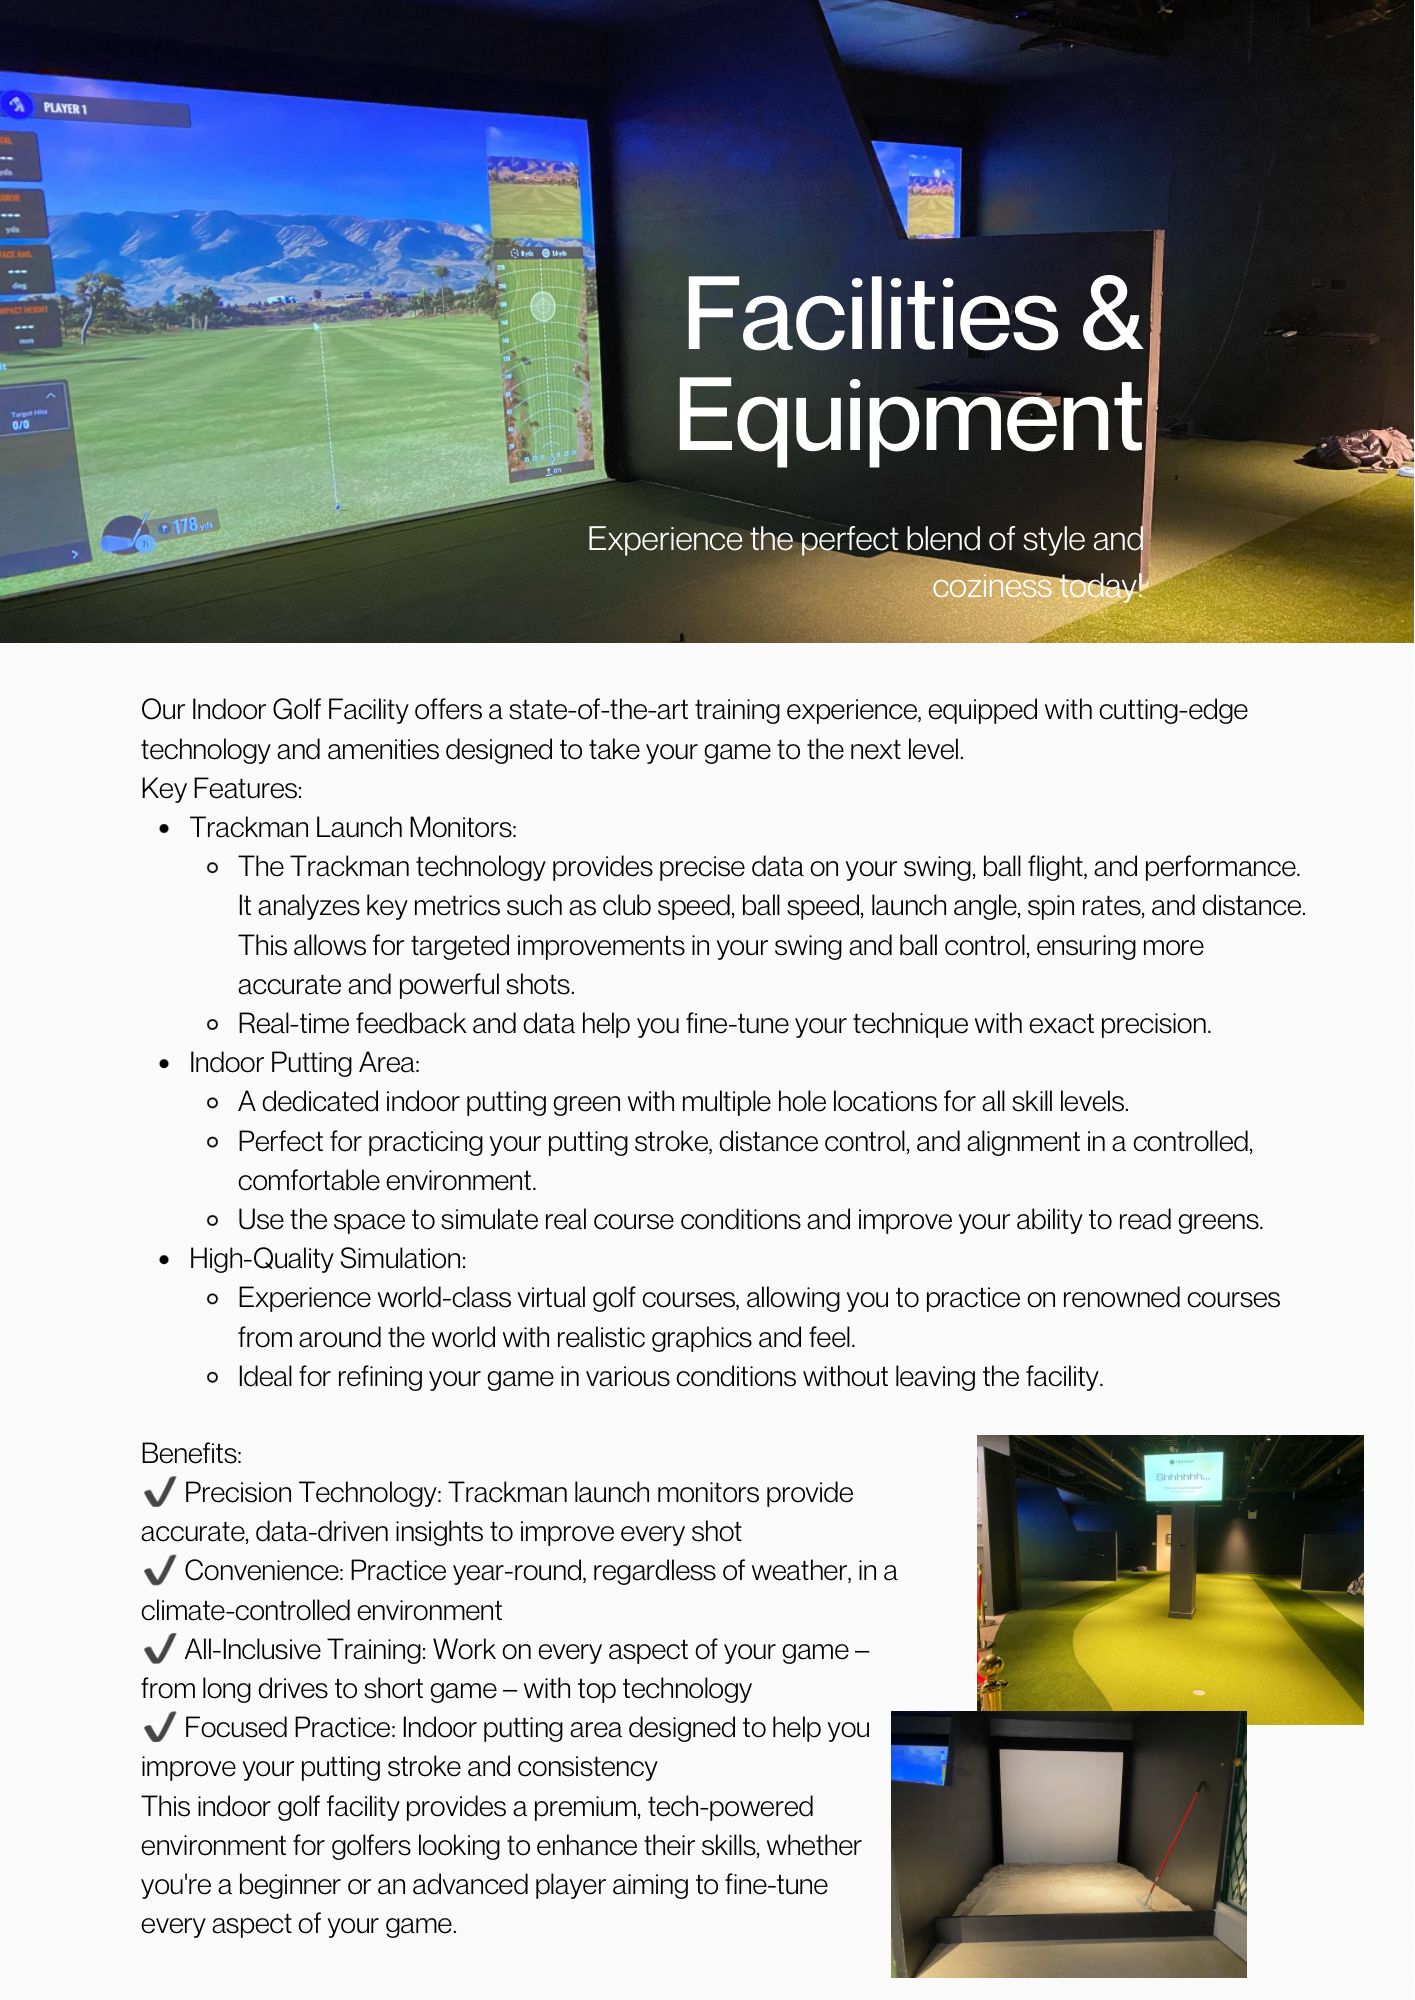 PLAYER 1
yds
yds
FACE ANG.
deg
IMPACT HEIGHT
mm
Target Hits
0/0
178 yds
Facilities &
Equipment
Experience the perfect blend of style and
coziness today!
Our Indoor Golf Facility offers a state-of-the-art training experience, equipped with cutting-edge
technology and amenities designed to take your game to the next level.
Key Features:
• Trackman Launch Monitors:
◦ The Trackman technology provides precise data on your swing, ball flight, and performance.
It analyzes key metrics such as club speed, ball speed, launch angle, spin rates, and distance.
This allows for targeted improvements in your swing and ball control, ensuring more
accurate and powerful shots.
◦ Real-time feedback and data help you fine-tune your technique with exact precision.
• Indoor Putting Area:
◦ A dedicated indoor putting green with multiple hole locations for all skill levels.
◦ Perfect for practicing your putting stroke, distance control, and alignment in a controlled,
comfortable environment.
◦ Use the space to simulate real course conditions and improve your ability to read greens.
• High-Quality Simulation:
◦ Experience world-class virtual golf courses, allowing you to practice on renowned courses
from around the world with realistic graphics and feel.
◦ Ideal for refining your game in various conditions without leaving the facility.
Benefits:
✔ Precision Technology: Trackman launch monitors provide
accurate, data-driven insights to improve every shot
✔ Convenience: Practice year-round, regardless of weather, in a
climate-controlled environment
✔ All-Inclusive Training: Work on every aspect of your game –
from long drives to short game – with top technology
✔ Focused Practice: Indoor putting area designed to help you
improve your putting stroke and consistency
This indoor golf facility provides a premium, tech-powered
environment for golfers looking to enhance their skills, whether
you're a beginner or an advanced player aiming to fine-tune
every aspect of your game.
Shhhhhh...